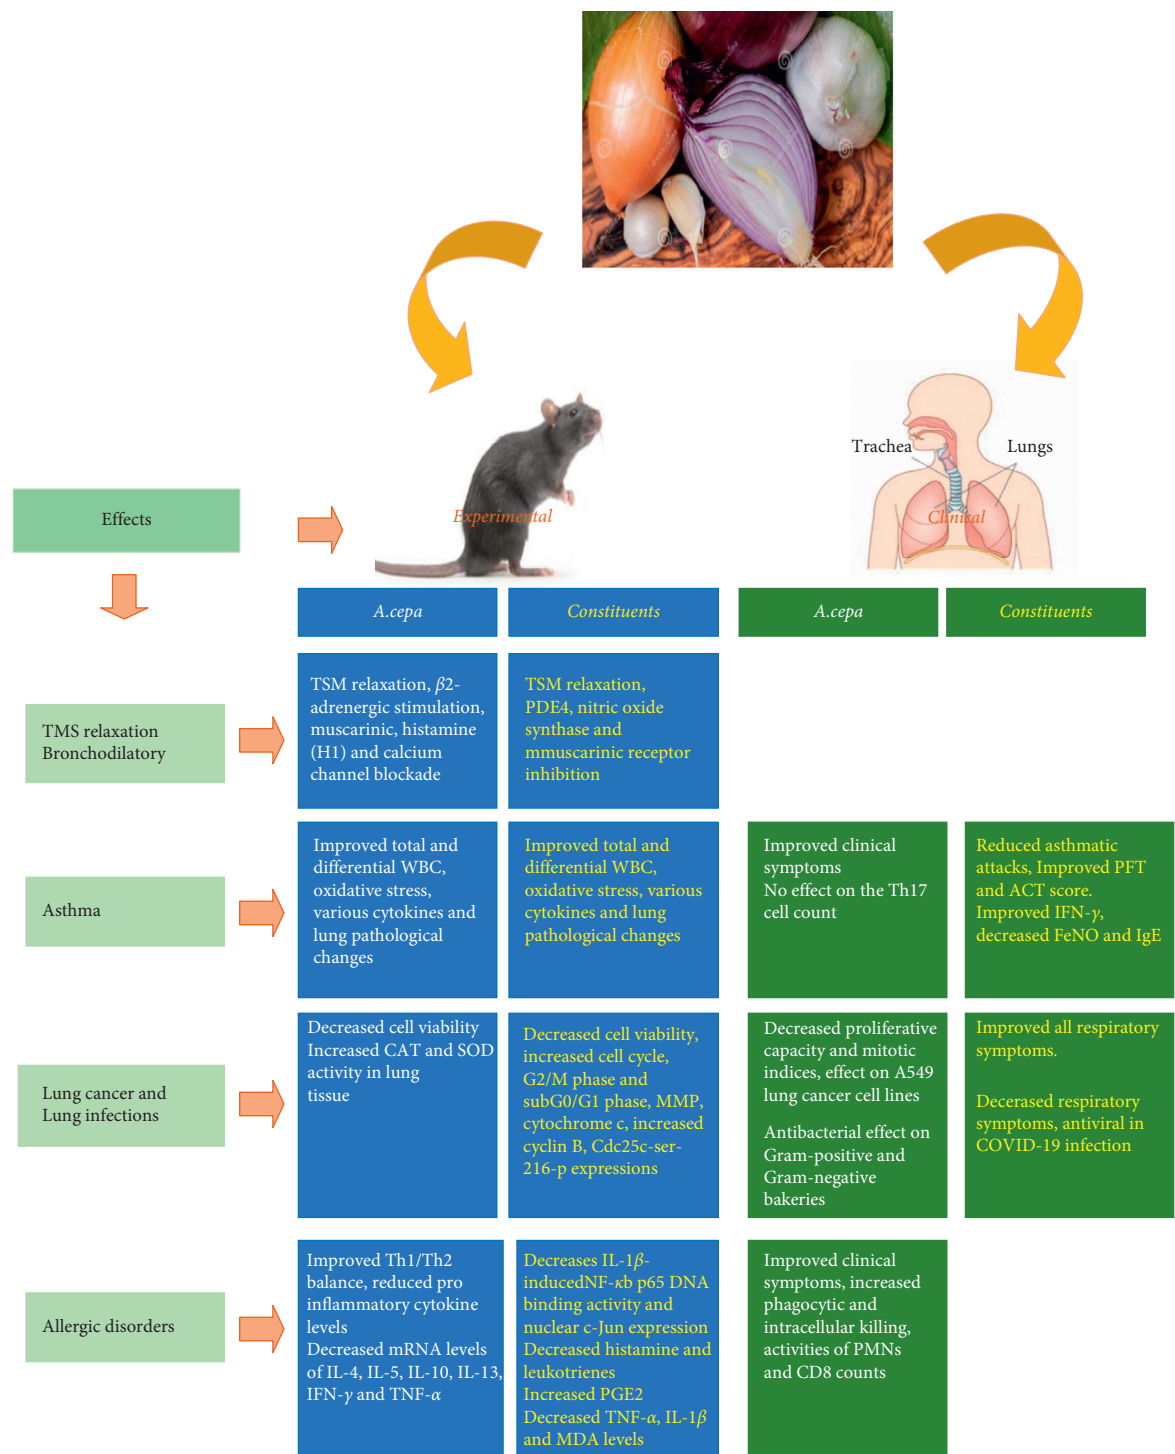 Trachea
Lungs
Effects
Experimental
Clinical
A.cepa
Constituents
A.cepa
Constituents
TMS relaxation
Bronchodilatory
TSM relaxation, β2-
adrenergic stimulation,
muscarinic, histamine
(H1) and calcium
channel blockade
TSM relaxation,
PDE4, nitric oxide
synthase and
mmuscarinic receptor
inhibition
Asthma
Improved total and
differential WBC,
oxidative stress,
various cytokines and
lung pathological
changes
Improved total and
differential WBC,
oxidative stress, various
cytokines and lung
pathological changes
Improved clinical
symptoms
No effect on the Th17
cell count
Reduced asthmatic
attacks, Improved PFT
and ACT score.
Improved IFN-γ,
decreased FeNO and IgE
Lung cancer and
Lung infections
Decreased cell viability
Increased CAT and SOD
activity in lung
tissue
Decreased cell viability,
increased cell cycle,
G2/M phase and
subG0/G1 phase, MMP,
cytochrome c, increased
cyclin B, Cdc25c-ser-
216-p expressions
Decreased proliferative
capacity and mitotic
indices, effect on A549
lung cancer cell lines
Antibacterial effect on
Gram-positive and
Gram-negative
bakeries
Improved all respiratory
symptoms.
Decerased respiratory
symptoms, antiviral in
COVID-19 infection
Allergic disorders
Improved Th1/Th2
balance, reduced pro
inflammatory cytokine
levels
Decreased mRNA levels
of IL-4, IL-5, IL-10, IL-13,
IFN-γ and TNF-α
Decreases IL-1β-
inducedNF-κb p65 DNA
binding activity and
nuclear c-Jun expression
Decreased histamine and
leukotrienes
Increased PGE2
Decreased TNF-α, IL-1β
and MDA levels
Improved clinical
symptoms, increased
phagocytic and
intracellular killing,
activities of PMNs
and CD8 counts